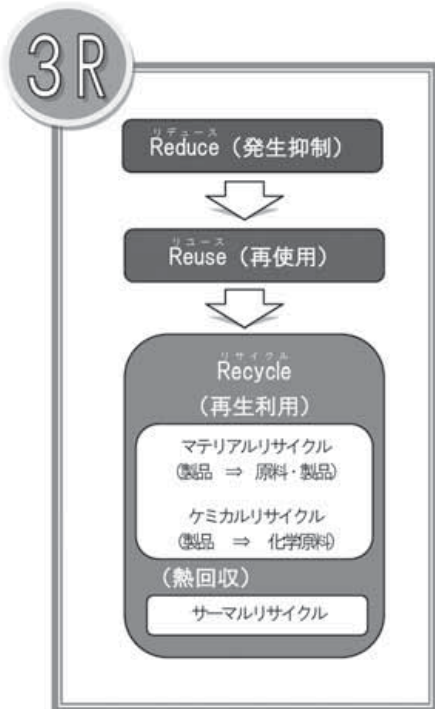 3R
リデュース
Reduce（発生抑制）
リユース
Reuse（再使用）
リサイクル
Recycle
（再生利用）
マテリアルリサイクル
（製品 ⇒ 原料・製品）
ケミカルリサイクル
（製品 ⇒ 化学原料）
（熱回収）
サーマルリサイクル